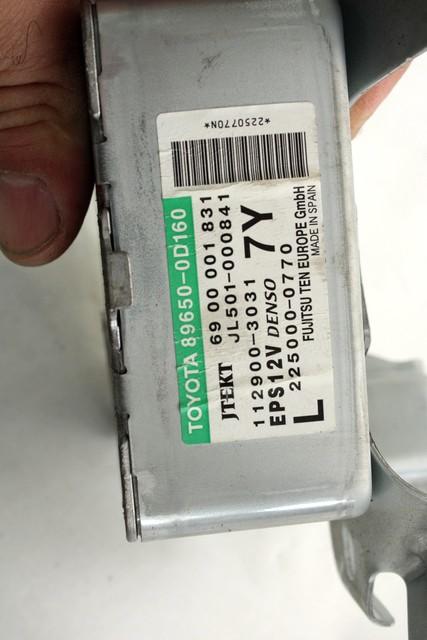 *2250770N*
TOYOTA 89650-0D160
JTEKT 69 00 001 831
JL501-000841
112900-3031 7Y
EPS12V DENSO
L 225000-0770
FUJITSU TEN EUROPE GmbH
MADE IN SPAIN